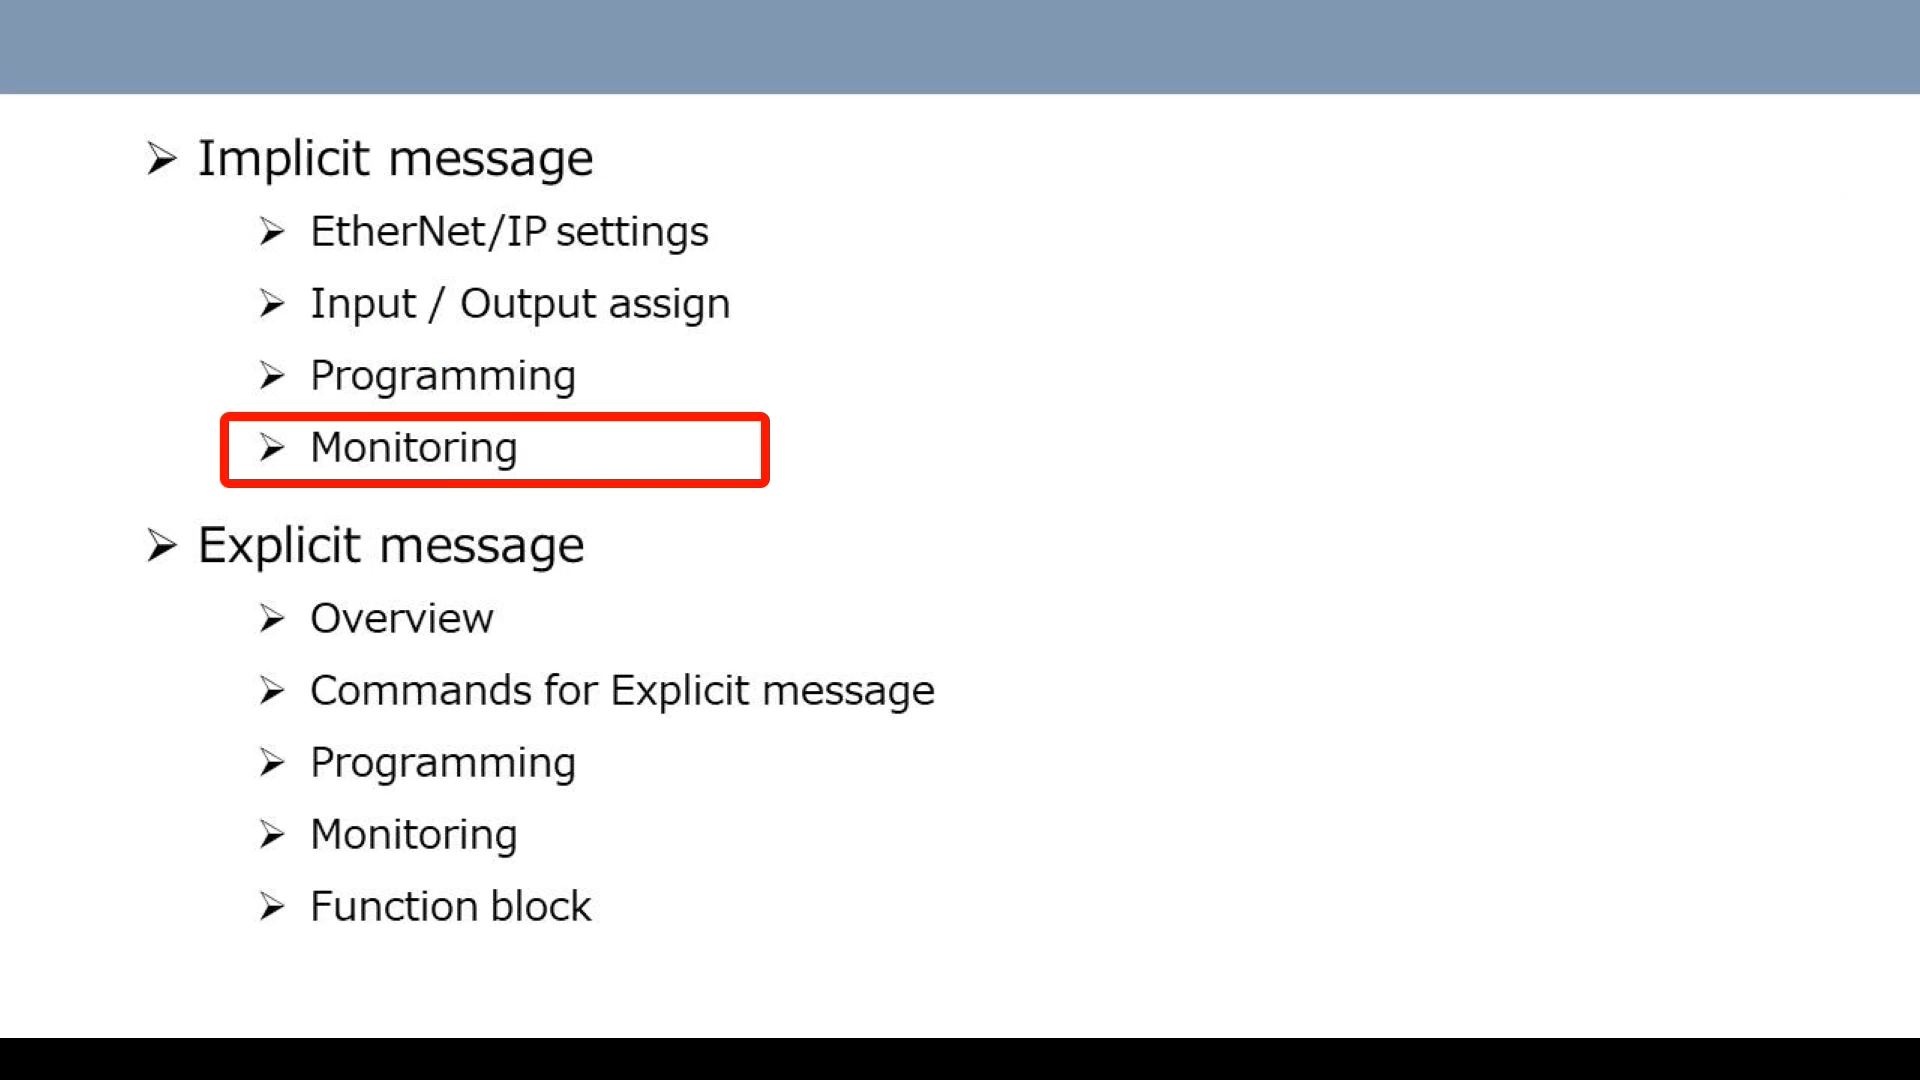 Implicit message
EtherNet/IP settings
Input / Output assign
Programming
Monitoring
Explicit message
Overview
Commands for Explicit message
Programming
Monitoring
Function block